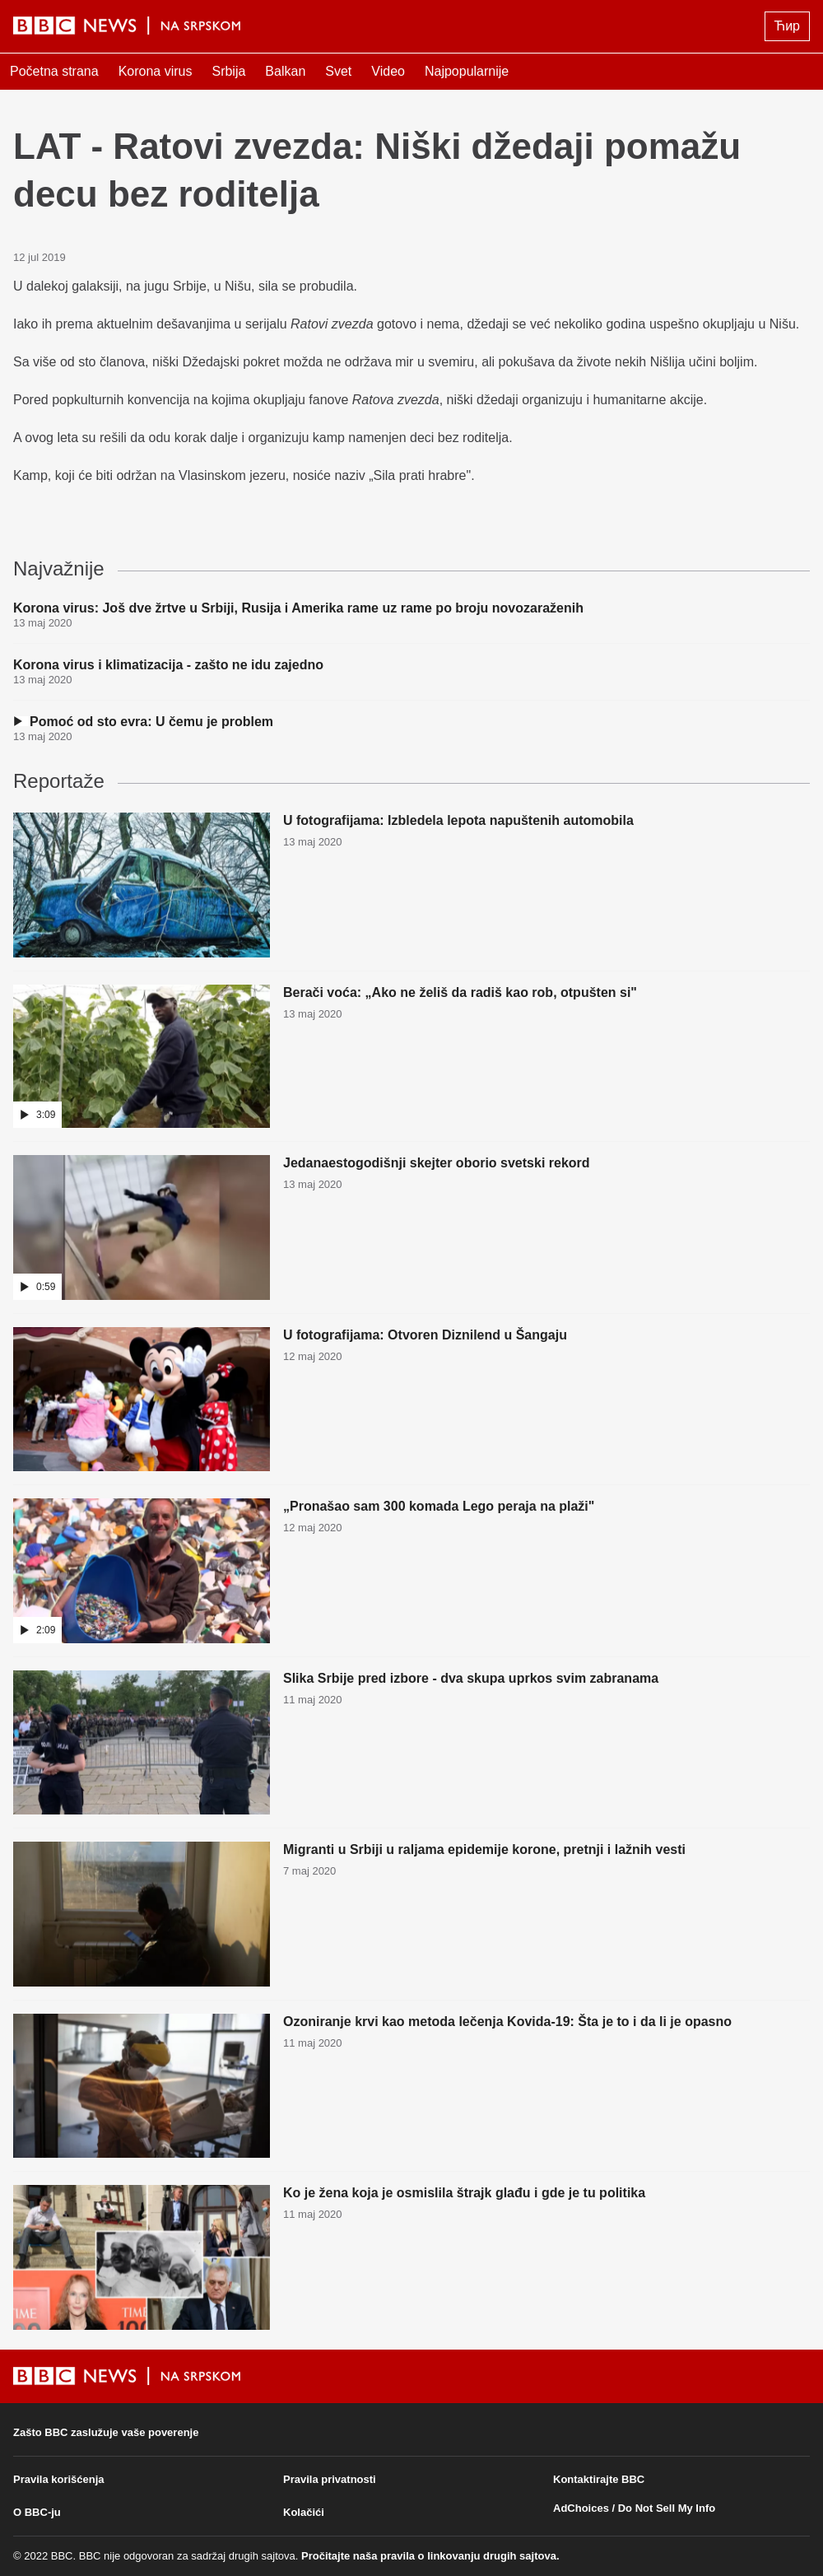 BBC NEWS | NA SRPSKOM
Ћир
Početna strana Korona virus Srbija Balkan Svet Video Najpopularnije
LAT - Ratovi zvezda: Niški džedaji pomažu
decu bez roditelja
12 jul 2019
U dalekoj galaksiji, na jugu Srbije, u Nišu, sila se probudila.
Iako ih prema aktuelnim dešavanjima u serijalu Ratovi zvezda gotovo i nema, džedaji se već nekoliko godina uspešno okupljaju u Nišu.
Sa više od sto članova, niški Džedajski pokret možda ne održava mir u svemiru, ali pokušava da živote nekih Nišlija učini boljim.
Pored popkulturnih konvencija na kojima okupljaju fanove Ratova zvezda, niški džedaji organizuju i humanitarne akcije.
A ovog leta su rešili da odu korak dalje i organizuju kamp namenjen deci bez roditelja.
Kamp, koji će biti održan na Vlasinskom jezeru, nosiće naziv „Sila prati hrabre".
Najvažnije
Korona virus: Još dve žrtve u Srbiji, Rusija i Amerika rame uz rame po broju novozaraženih
13 maj 2020
Korona virus i klimatizacija - zašto ne idu zajedno
13 maj 2020
Pomoć od sto evra: U čemu je problem
13 maj 2020
Reportaže
U fotografijama: Izbledela lepota napuštenih automobila
13 maj 2020
Berači voća: „Ako ne želiš da radiš kao rob, otpušten si"
13 maj 2020
3:09
Jedanaestogodišnji skejter oborio svetski rekord
13 maj 2020
0:59
U fotografijama: Otvoren Diznilend u Šangaju
12 maj 2020
„Pronašao sam 300 komada Lego peraja na plaži"
12 maj 2020
2:09
Slika Srbije pred izbore - dva skupa uprkos svim zabranama
11 maj 2020
Migranti u Srbiji u raljama epidemije korone, pretnji i lažnih vesti
7 maj 2020
Ozoniranje krvi kao metoda lečenja Kovida-19: Šta je to i da li je opasno
11 maj 2020
Ko je žena koja je osmislila štrajk glađu i gde je tu politika
11 maj 2020
TIME TIME
BBC NEWS | NA SRPSKOM
Zašto BBC zaslužuje vaše poverenje
Pravila korišćenja
O BBC-ju
Pravila privatnosti
Kolačići
Kontaktirajte BBC
AdChoices / Do Not Sell My Info
© 2022 BBC. BBC nije odgovoran za sadržaj drugih sajtova. Pročitajte naša pravila o linkovanju drugih sajtova.